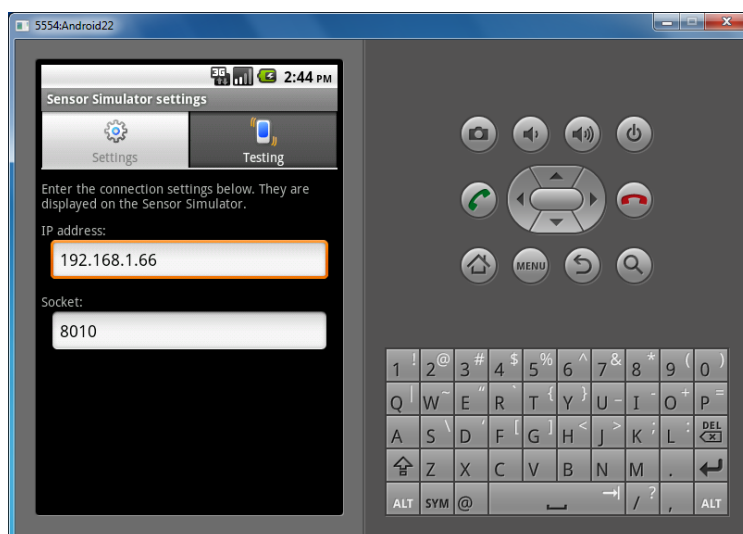 5554:Android22
3G 2:44 PM
Sensor Simulator settings
Settings Testing
Enter the connection settings below. They are
displayed on the Sensor Simulator.
IP address:
192.168.1.66
Socket:
8010
MENU
1 ! 2 @ 3 # 4 $ 5 % 6 ^ 7 & 8 * 9 ( 0 )
Q | W ~ E “ R ` T { Y } U - I - O + P =
A S \ D ' F [ G ] H < J > K ; L : DEL
Z X C V B N M .
ALT SYM @ / ? , ALT